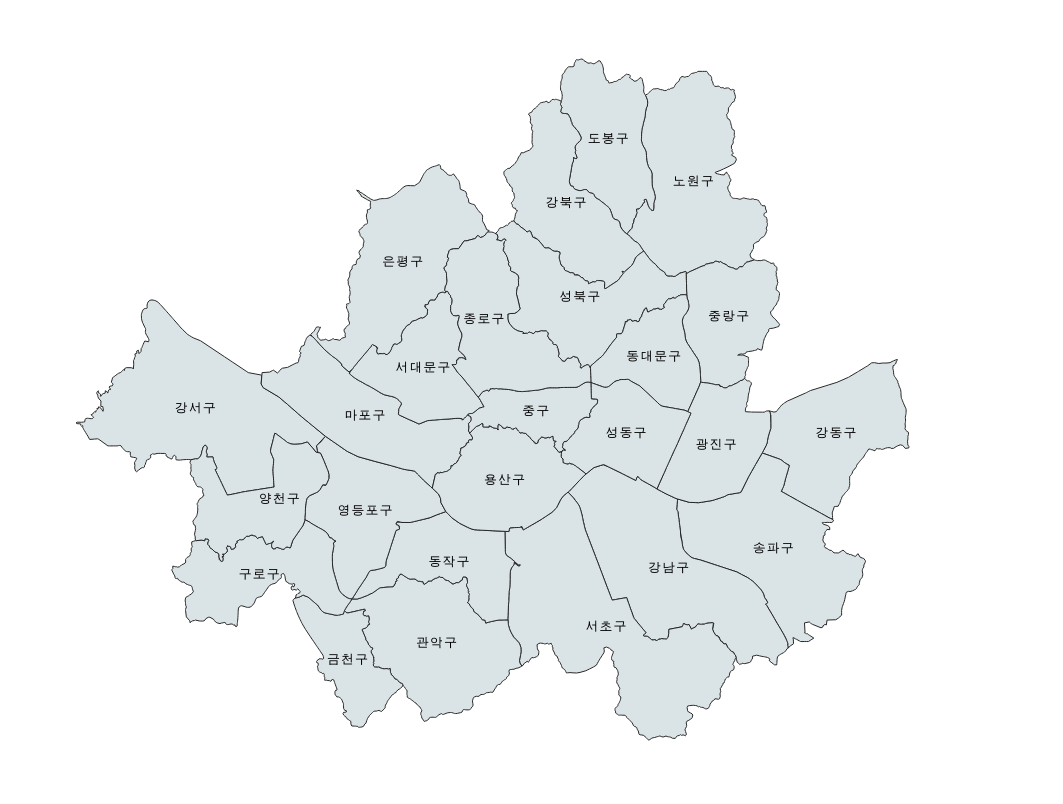 도봉구
노원구
강북구
은평구
성북구
중랑구
종로구
동대문구
서대문구
강서구
마포구
중구
성동구
강동구
광진구
용산구
양천구
영등포구
송파구
동작구
강남구
구로구
서초구
관악구
금천구